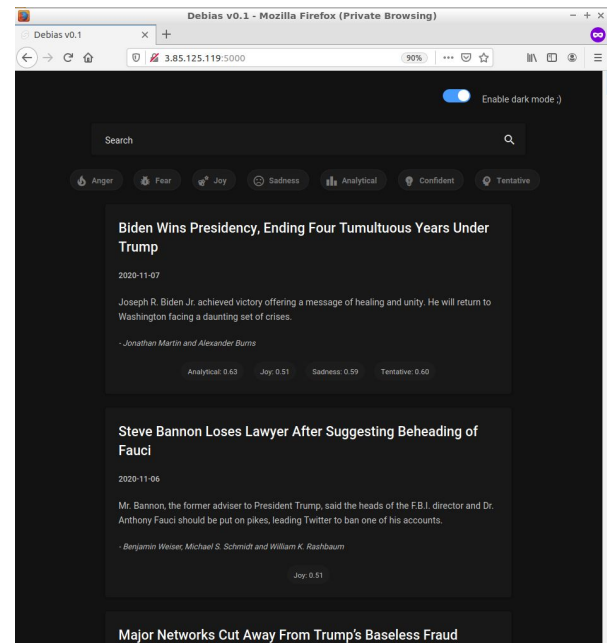 Debias v0.1 - Mozilla Firefox (Private Browsing)
Debias v0.1
3.85.125.119:5000
90%
Enable dark mode ;)
Search
Anger
Fear
Joy
Sadness
Analytical
Confident
Tentative
Biden Wins Presidency, Ending Four Tumultuous Years Under
Trump
2020-11-07
Joseph R. Biden Jr. achieved victory offering a message of healing and unity. He will return to
Washington facing a daunting set of crises.
- Jonathan Martin and Alexander Burns
Analytical: 0.63 Joy: 0.51 Sadness: 0.59 Tentative: 0.60
Steve Bannon Loses Lawyer After Suggesting Beheading of
Fauci
2020-11-06
Mr. Bannon, the former adviser to President Trump, said the heads of the F.B.I. director and Dr.
Anthony Fauci should be put on pikes, leading Twitter to ban one of his accounts.
- Benjamin Weiser, Michael S. Schmidt and William K. Rashbaum
Joy: 0.51
Major Networks Cut Away From Trump's Baseless Fraud